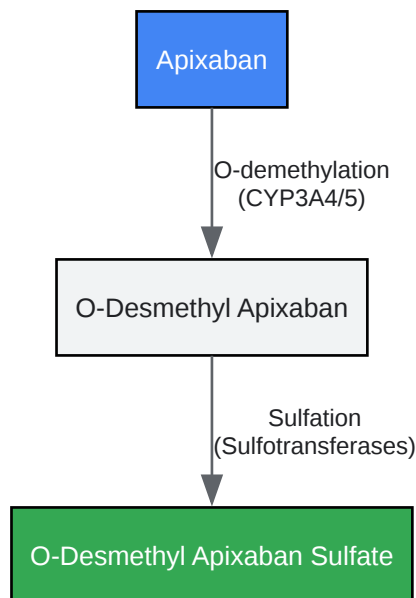 Apixaban
O-demethylation
(CYP3A4/5)
O-Desmethyl Apixaban
Sulfation
(Sulfotransferases)
O-Desmethyl Apixaban Sulfate